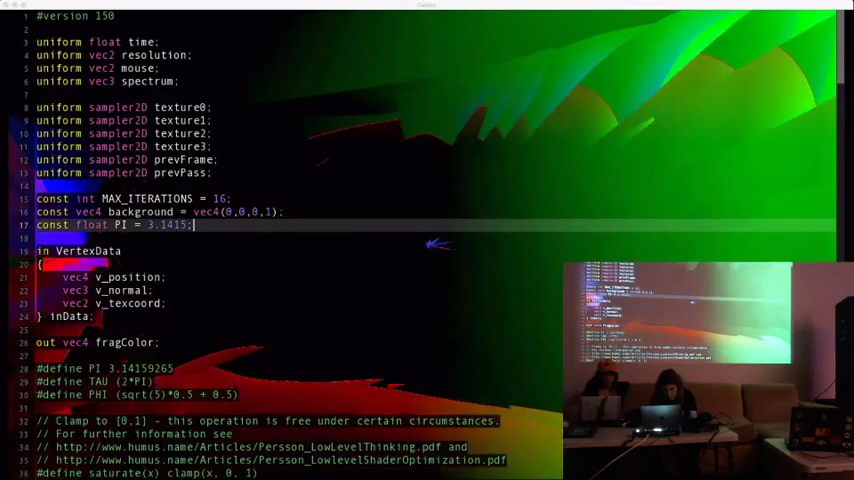 #version 150
uniform float time;
uniform vec2 resolution;
uniform vec2 mouse;
uniform vec3 spectrum;
uniform sampler2D texture0;
uniform sampler2D texture1;
uniform sampler2D texture2;
uniform sampler2D texture3;
uniform sampler2D prevFrame;
uniform sampler2D prevPass;
const int MAX_ITERATIONS = 16;
const vec4 background = vec4(0,0,0,1);
const float PI = 3.1415;
in VertexData
{
vec4 v_position;
vec3 v_normal;
vec2 v_texcoord;
} inData;
out vec4 fragColor;
#define PI 3.14159265
#define TAU (2*PI)
#define PHI (sqrt(5)*0.5 + 0.5)
// Clamp to [0,1] - this operation is free under certain circumstances.
// For further information see
// http://www.humus.name/Articles/Persson_LowLevelThinking.pdf and
// http://www.humus.name/Articles/Persson_LowlevelShaderOptimization.pdf
#define saturate(x) clamp(x, 0, 1)